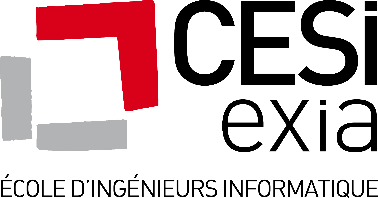 CESi
exia
ÉCOLE D'INGÉNIEURS INFORMATIQUE